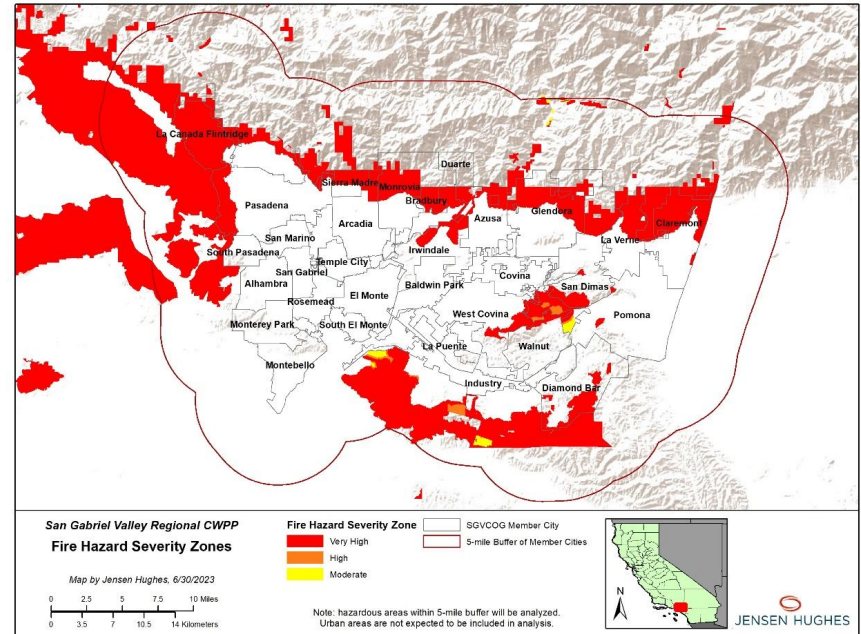 La Canada Flintridge
Duarte
Sierra Madre
Monrovia
Bradbury
Pasadena
Azusa
Glendora
Arcadia
Claremont
San Marino
La Verne
South Pasadena
Irwindale
Temple City
San Gabriel
Covina
Alhambra
Baldwin Park
San Dimas
El Monte
Rosemead
West Covina
Pomona
Monterey Park
South El Monte
La Puente
Walnut
Montebello
Industry
Diamond Bar
San Gabriel Valley Regional CWPP
Fire Hazard Severity Zones
Map by Jensen Hughes, 6/30/2023
0 2.5 5 7.5 10 Miles
0 3.5 7 10.5 14 Kilometers
Fire Hazard Severity Zone
Very High
High
Moderate
SGVCOG Member City
5-mile Buffer of Member Cities
Note: hazardous areas within 5-mile buffer will be analyzed.
Urban areas are not expected to be included in analysis.
N
JENSEN HUGHES